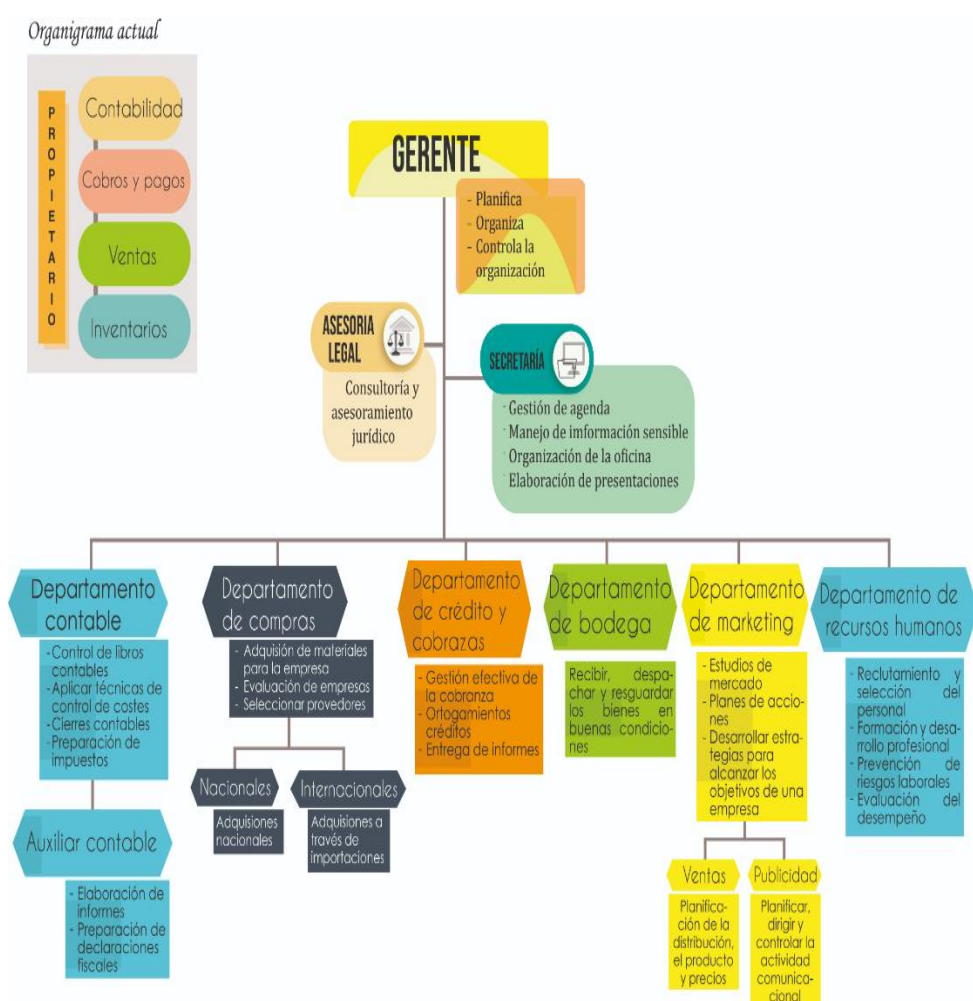 Organigrama actual
PROPIETARIO
Contabilidad
Cobros y pagos
Ventas
Inventarios
GERENTE
- Planifica
- Organiza
- Controla la
organización
ASESORIA
LEGAL
Consultoría y
asesoramiento
jurídico
SECRETARÍA
- Gestión de agenda
- Manejo de imformación sensible
- Organización de la oficina
- Elaboración de presentaciones
Departamento
contable
- Control de libros
contables
- Aplicar técnicas de
control de costes
- Cierres contables
- Preparación de
impuestos
Auxiliar contable
- Elaboración de
informes
- Preparación de
declaraciones
fiscales
Departamento
de compras
- Adquisión de materiales
para la empresa
- Evaluación de empresas
- Seleccionar provedores
Nacionales
Adquisiones
nacionales
Internacionales
Adquisiones a
través de
importaciones
Departamento
de crédito y
cobrazas
- Gestión efectiva de
la cobranza
- Ortogamientos
créditos
- Entrega de informes
Departamento
de bodega
Recibir, despa-
char y resguardar
los bienes en
buenas condicio-
nes
Departamento
de marketing
- Estudios de
mercado
- Planes de accio-
nes
- Desarrollar estra-
tegias para
alcanzar los
objetivos de una
empresa
Ventas
Planifica-
ción de la
distribución,
el producto
y precios
Publicidad
Planificar,
dirigir y
controlar la
actividad
comunica-
cional
Departamento de
recursos humanos
- Reclutamiento y
selección del
personal
- Formación y desa-
rrollo profesional
- Prevención de
riesgos laborales
- Evaluación del
desempeño